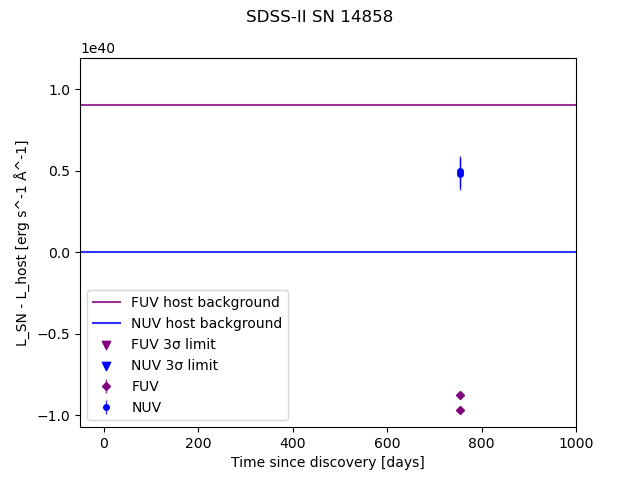 SDSS-II SN 14858
1e40
1.0
0.5
0.0
−0.5
−1.0
L_SN - L_host [erg s^-1 Å^-1]
FUV host background
NUV host background
FUV 3σ limit
NUV 3σ limit
FUV
NUV
0 200 400 600 800 1000
Time since discovery [days]